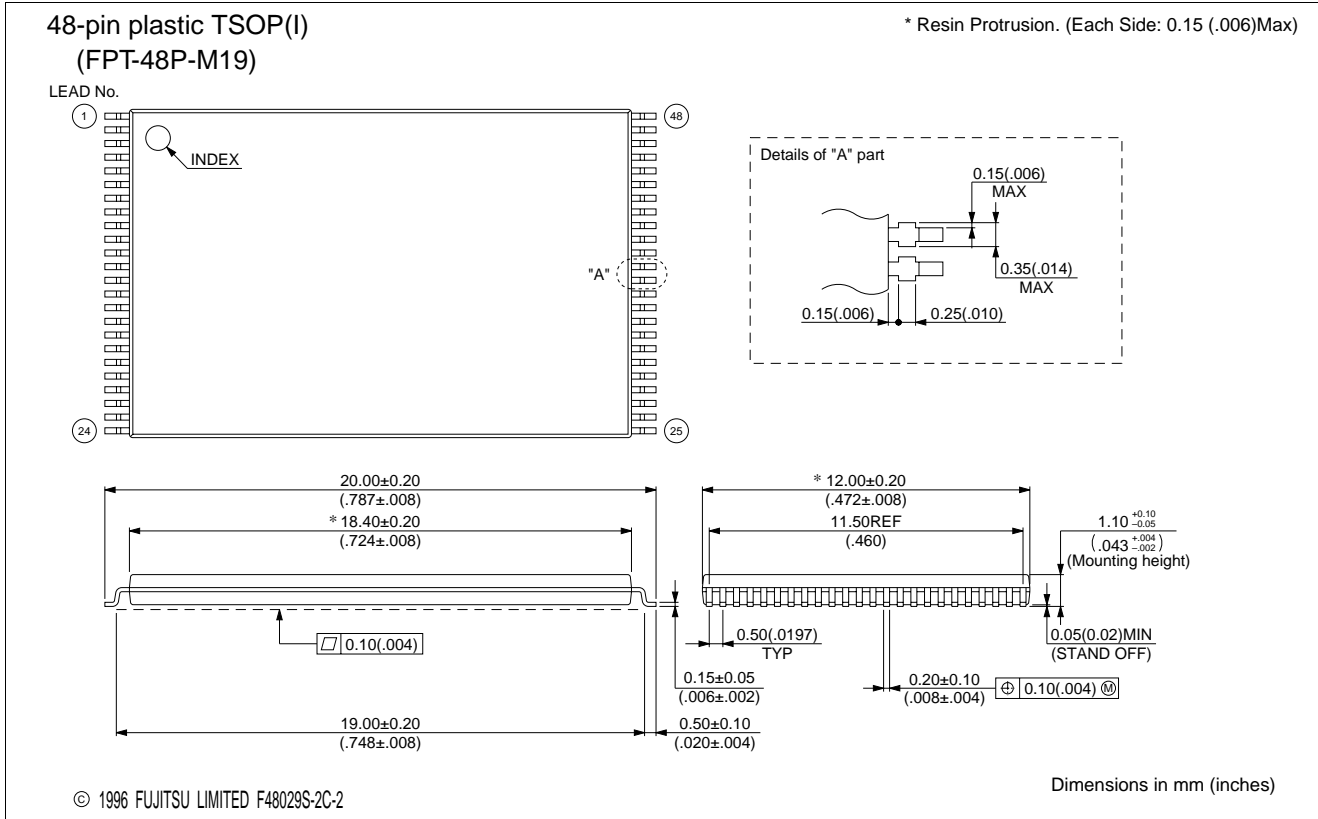 48-pin plastic TSOP(I)
(FPT-48P-M19)
* Resin Protrusion. (Each Side: 0.15 (.006)Max)
LEAD No.
1
48
INDEX
"A"
24
25
Details of "A" part
0.15(.006)
MAX
0.35(.014)
MAX
0.15(.006)
0.25(.010)
20.00±0.20
(.787±.008)
* 18.40±0.20
(.724±.008)
0.10(.004)
0.15±0.05
(.006±.002)
19.00±0.20
(.748±.008)
0.50±0.10
(.020±.004)
* 12.00±0.20
(.472±.008)
11.50REF
(.460)
1.10 +0.10 −0.05
(.043 +.004 −.002)
(Mounting height)
0.50(.0197)
TYP
0.05(0.02)MIN
(STAND OFF)
0.20±0.10
(.008±.004)
⌖ 0.10(.004) Ⓜ
© 1996 FUJITSU LIMITED F48029S-2C-2
Dimensions in mm (inches)